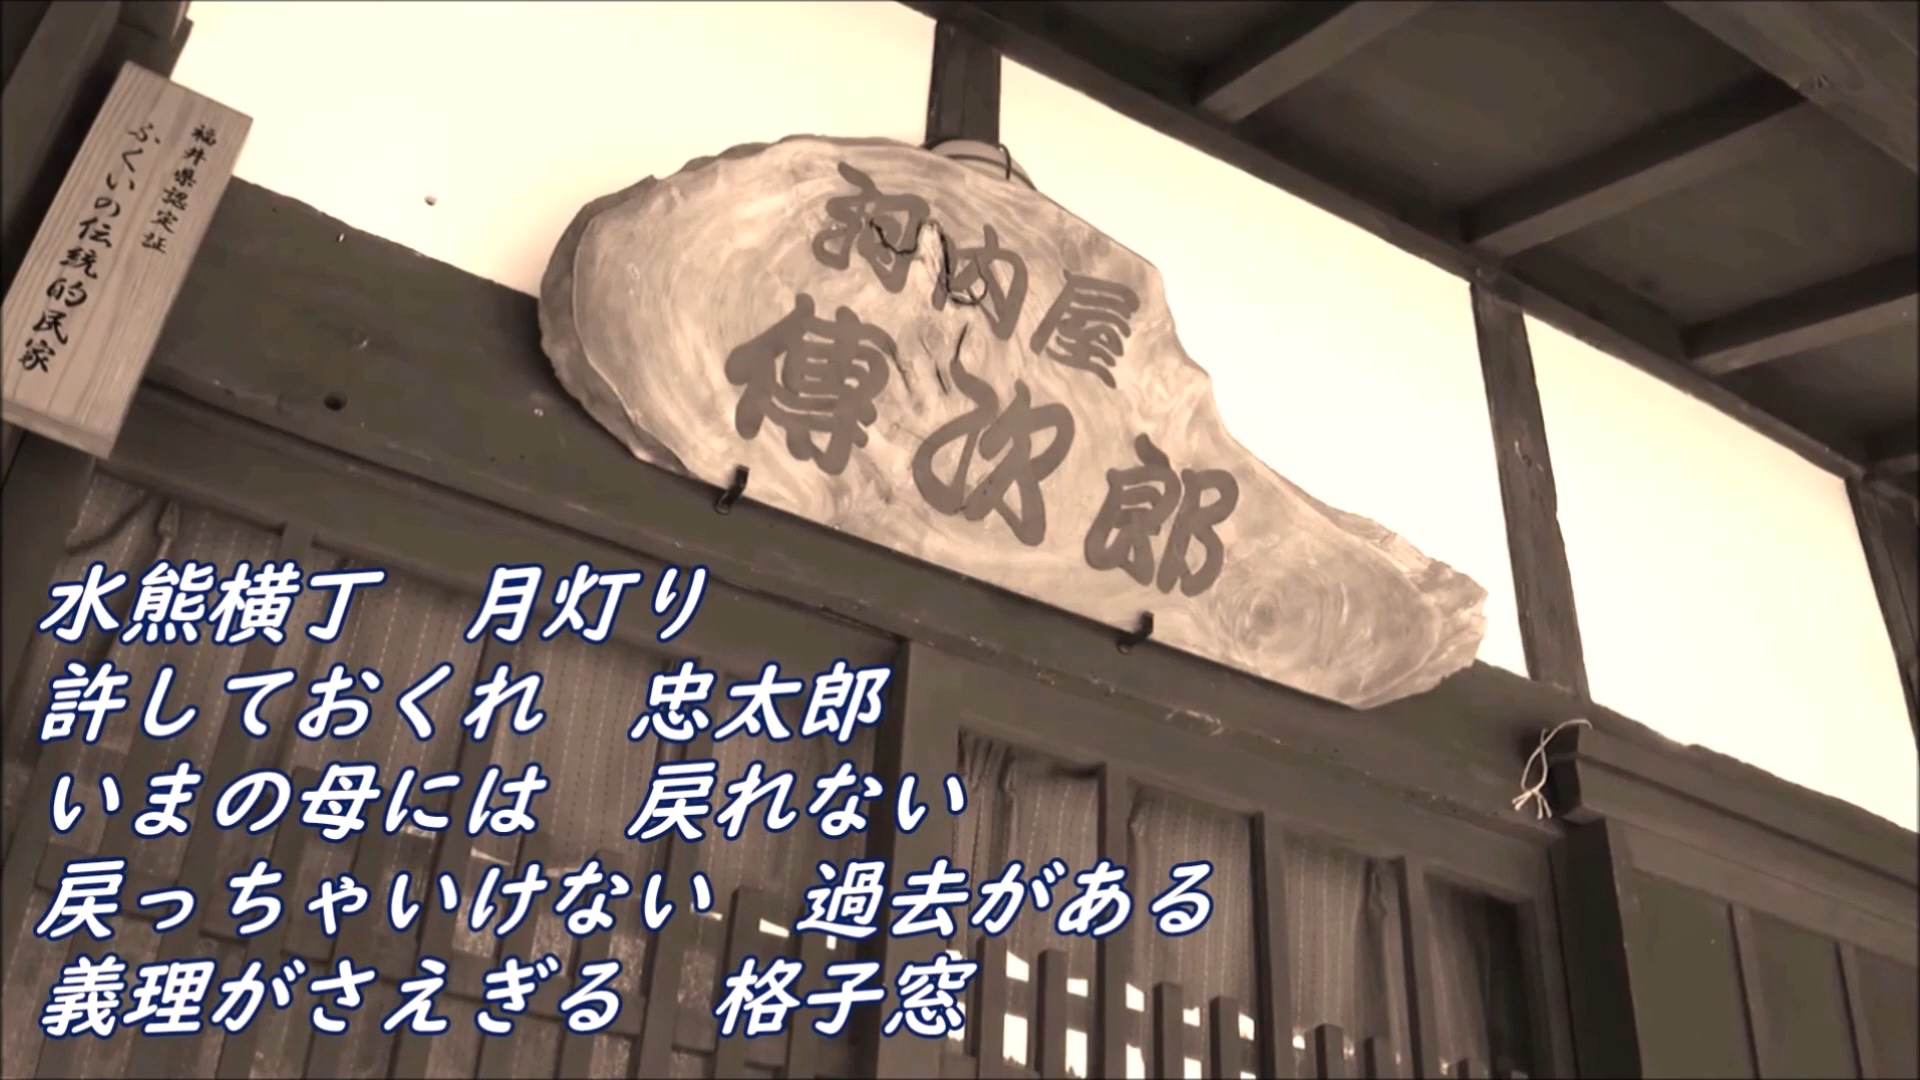 福井県認定証
ふくいの伝統的民家
河内屋
傳次郎
水熊横丁　月灯り
許しておくれ　忠太郎
いまの母には　戻れない
戻っちゃいけない　過去がある
義理がさえぎる　格子窓